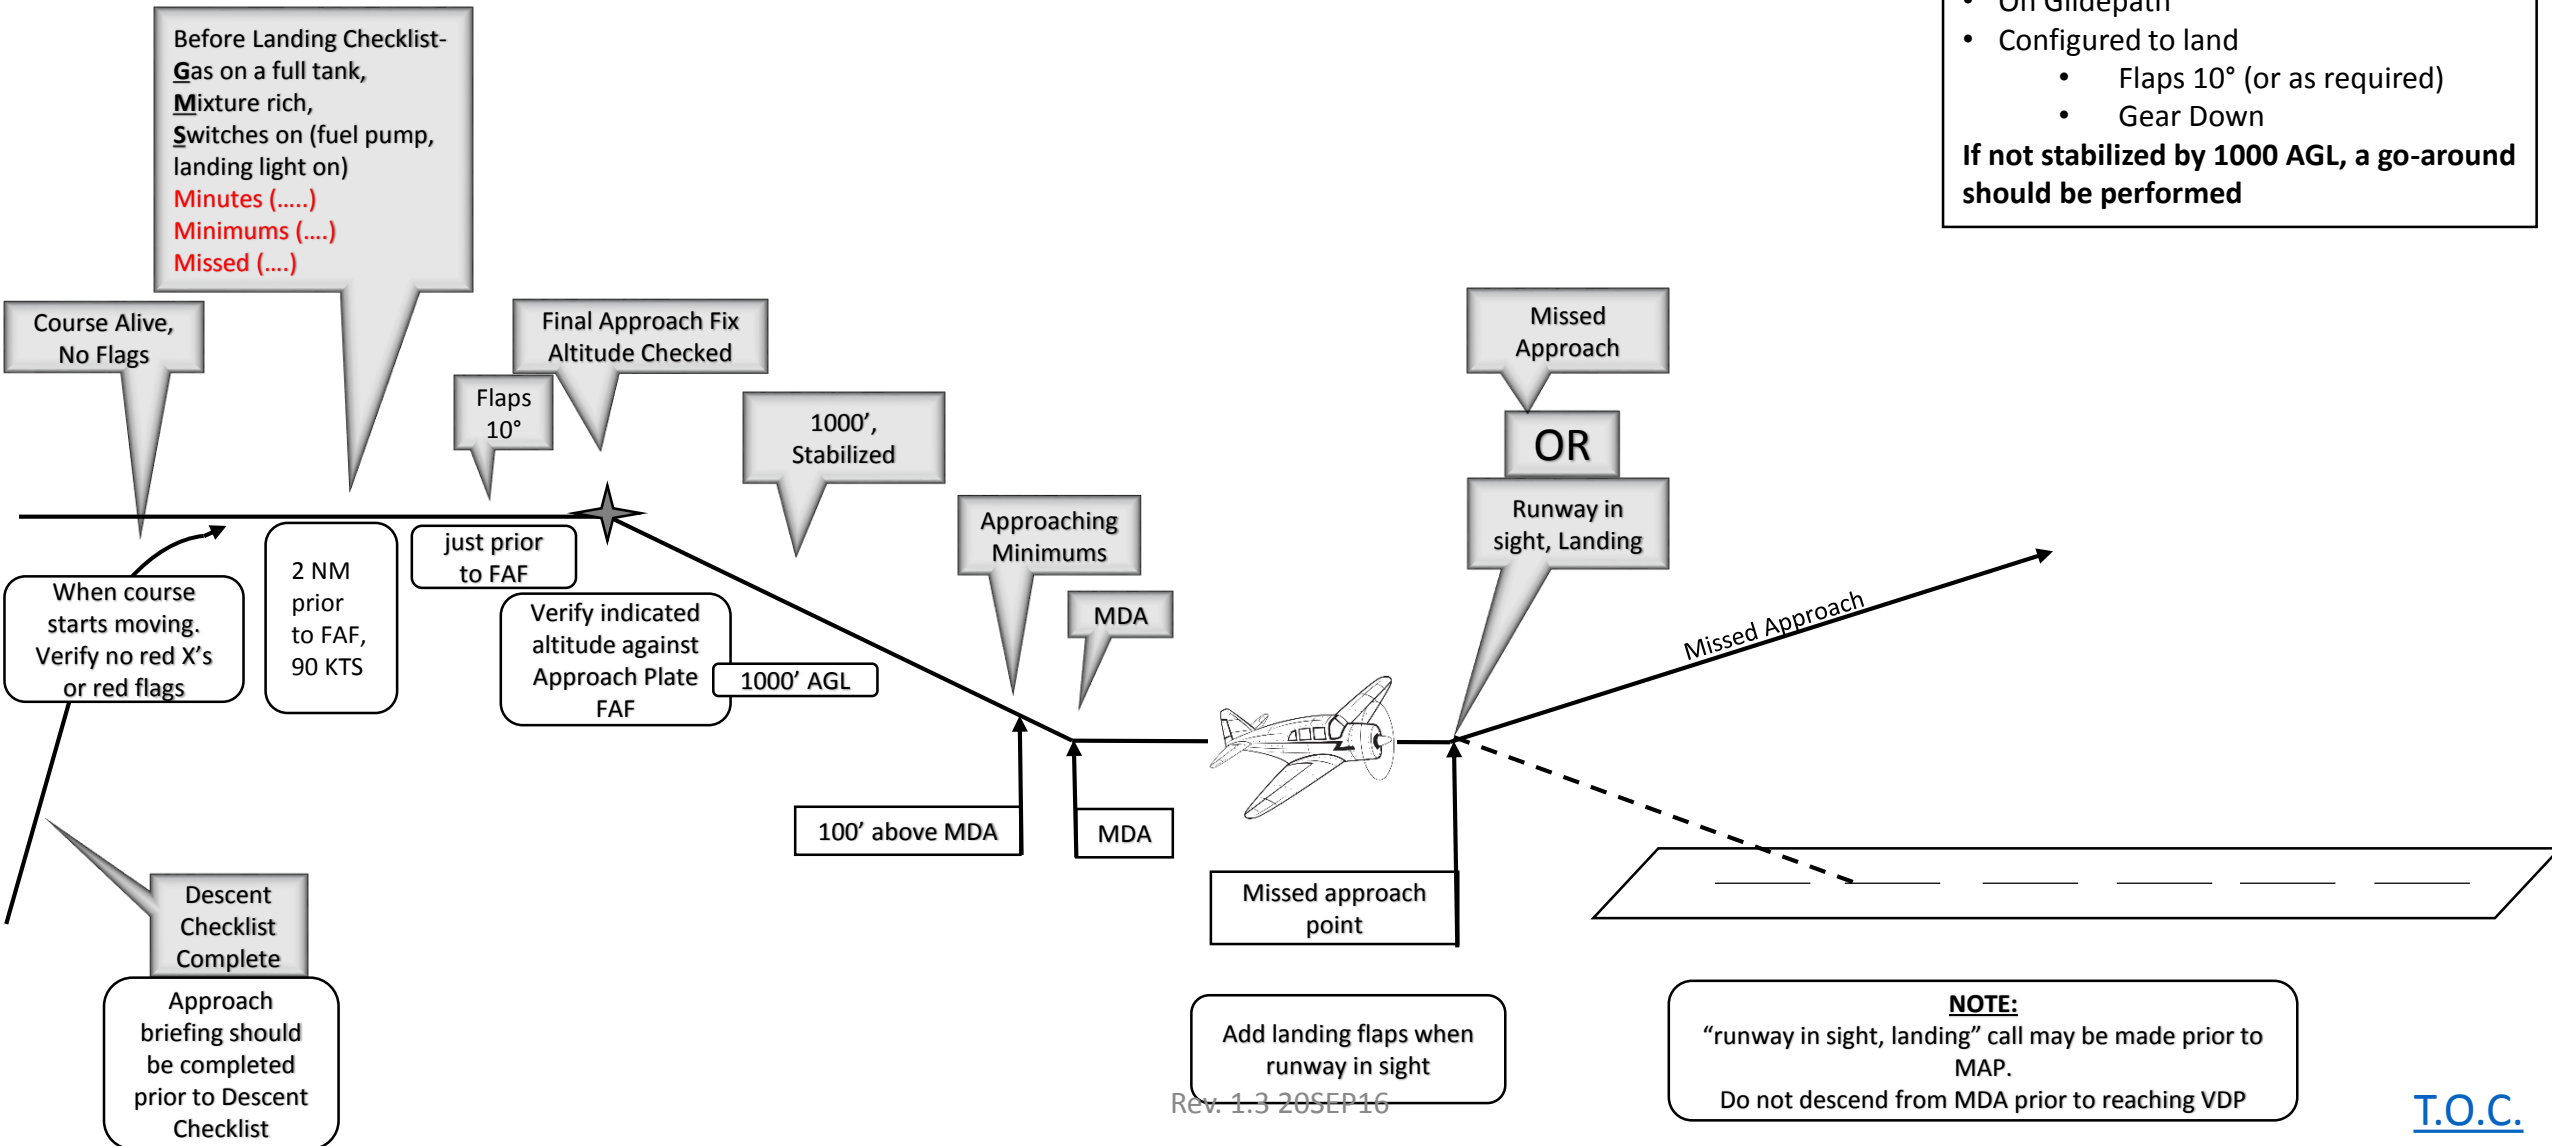 • On Glidepath
• Configured to land
• Flaps 10° (or as required)
• Gear Down
If not stabilized by 1000 AGL, a go-around
should be performed
Before Landing Checklist-
Gas on a full tank,
Mixture rich,
Switches on (fuel pump,
landing light on)
Minutes (…..)
Minimums (….)
Missed (….)
Course Alive,
No Flags
Final Approach Fix
Altitude Checked
Flaps
10°
1000’,
Stabilized
Approaching
Minimums
MDA
Missed
Approach
OR
Runway in
sight, Landing
When course
starts moving.
Verify no red X’s
or red flags
2 NM
prior
to FAF,
90 KTS
just prior
to FAF
Verify indicated
altitude against
Approach Plate
FAF
1000’ AGL
Missed Approach
100’ above MDA
MDA
Missed approach
point
Descent
Checklist
Complete
Approach
briefing should
be completed
prior to Descent
Checklist
Add landing flaps when
runway in sight
NOTE:
“runway in sight, landing” call may be made prior to
MAP.
Do not descend from MDA prior to reaching VDP
Rev. 1.3 20SEP16
T.O.C.